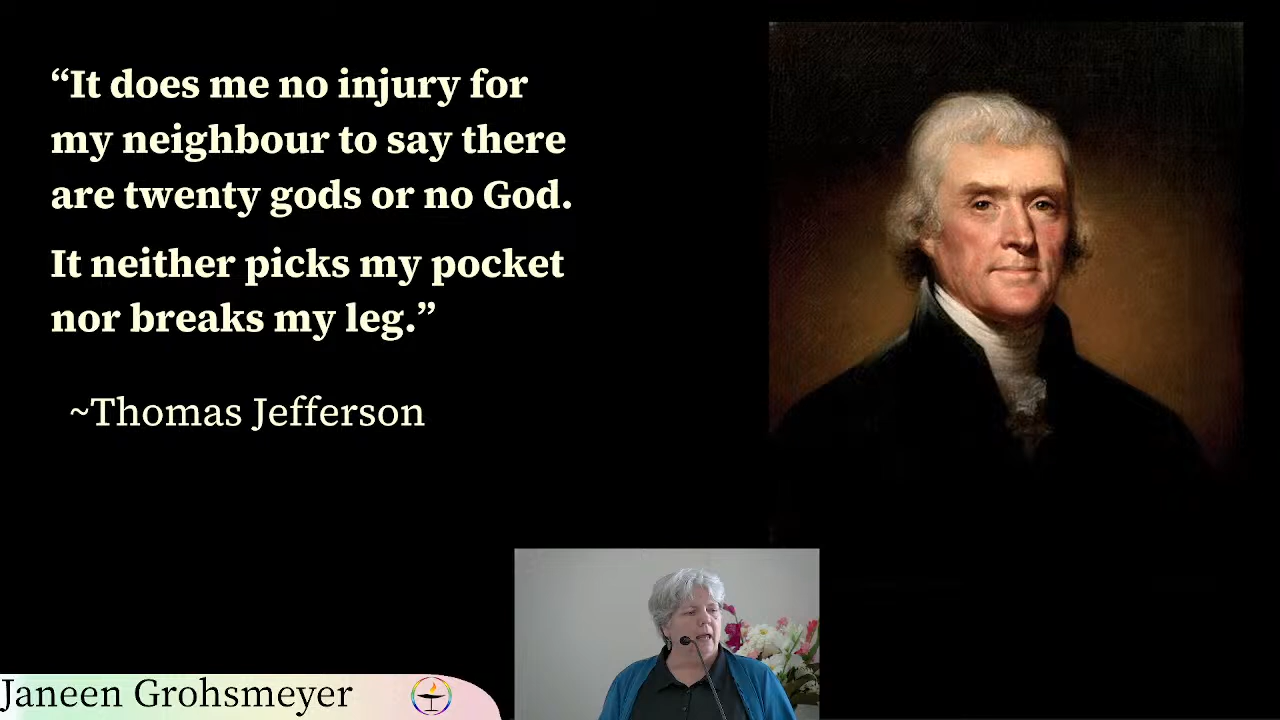 “It does me no injury for
my neighbour to say there
are twenty gods or no God.
It neither picks my pocket
nor breaks my leg.”
~Thomas Jefferson
Janeen Grohsmeyer